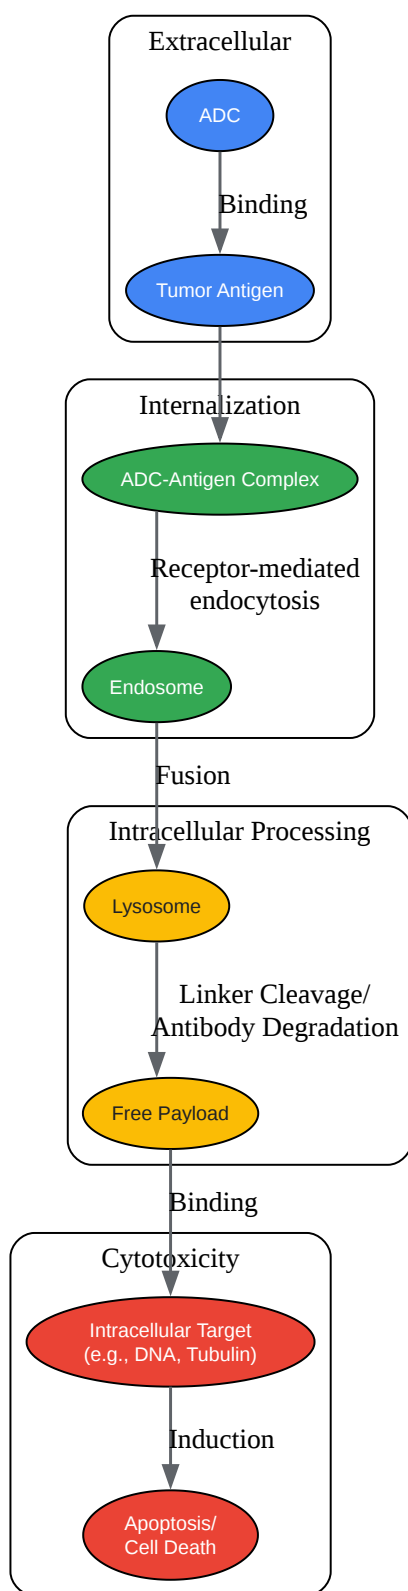 Extracellular
ADC
Binding
Tumor Antigen
Internalization
ADC-Antigen Complex
Receptor-mediated
endocytosis
Endosome
Fusion
Intracellular Processing
Lysosome
Linker Cleavage/
Antibody Degradation
Free Payload
Binding
Cytotoxicity
Intracellular Target
(e.g., DNA, Tubulin)
Induction
Apoptosis/
Cell Death